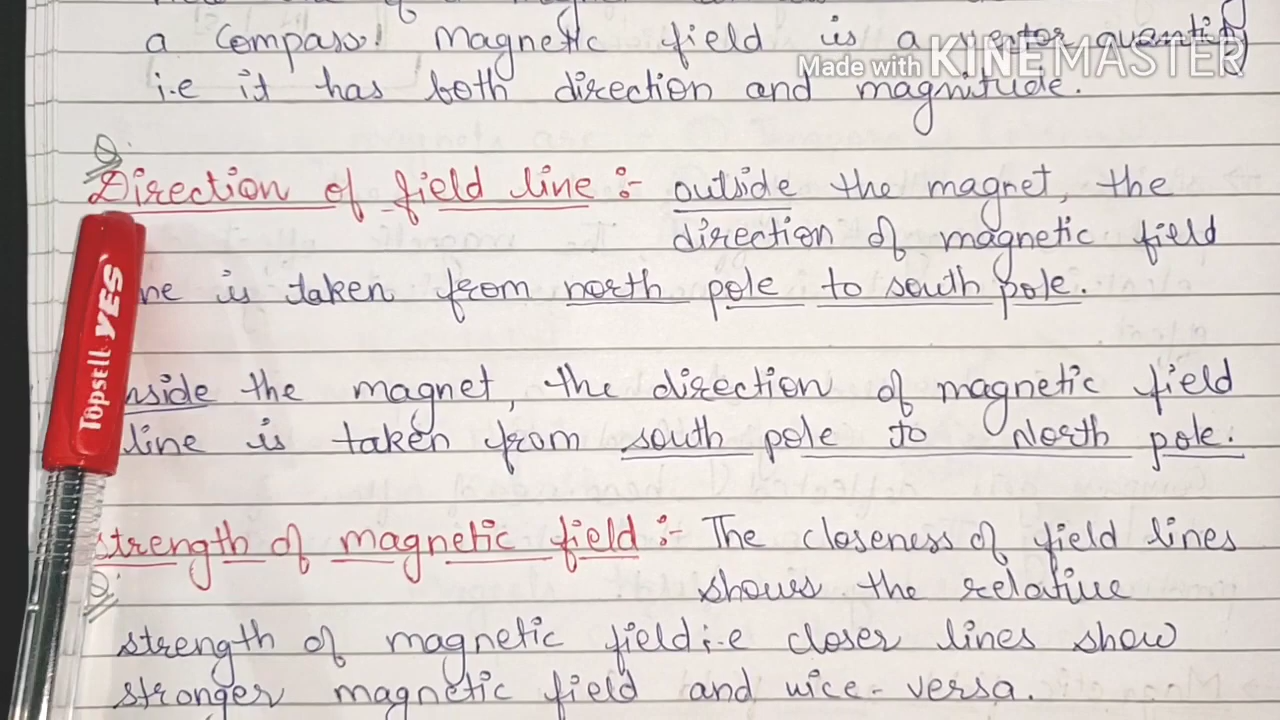 a compass. Magnetic field is a vector quantity
Made with KINEMASTER
i.e it has both direction and magnitude.
Q.
Direction of field line :- outside the magnet, the
direction of magnetic field
ne is taken from north pole to south pole.
Topsell YES
nside the magnet, the direction of magnetic field
line is taken from south pole to North pole.
strength of magnetic field :- The closeness of field lines
shows the relative
Q.
strength of magnetic field i.e closer lines show
stronger magnetic field and vice-versa.